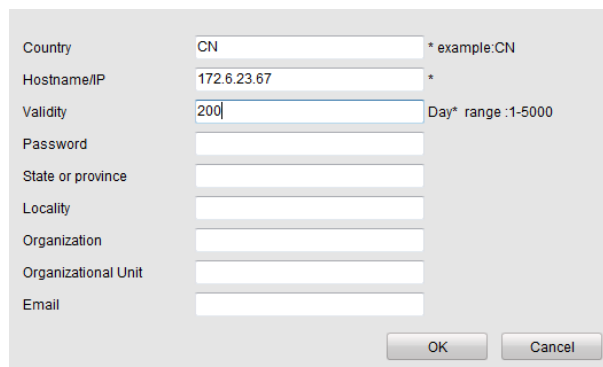 Country CN * example:CN
Hostname/IP 172.6.23.67 *
Validity 200 Day* range :1-5000
Password
State or province
Locality
Organization
Organizational Unit
Email
OK Cancel